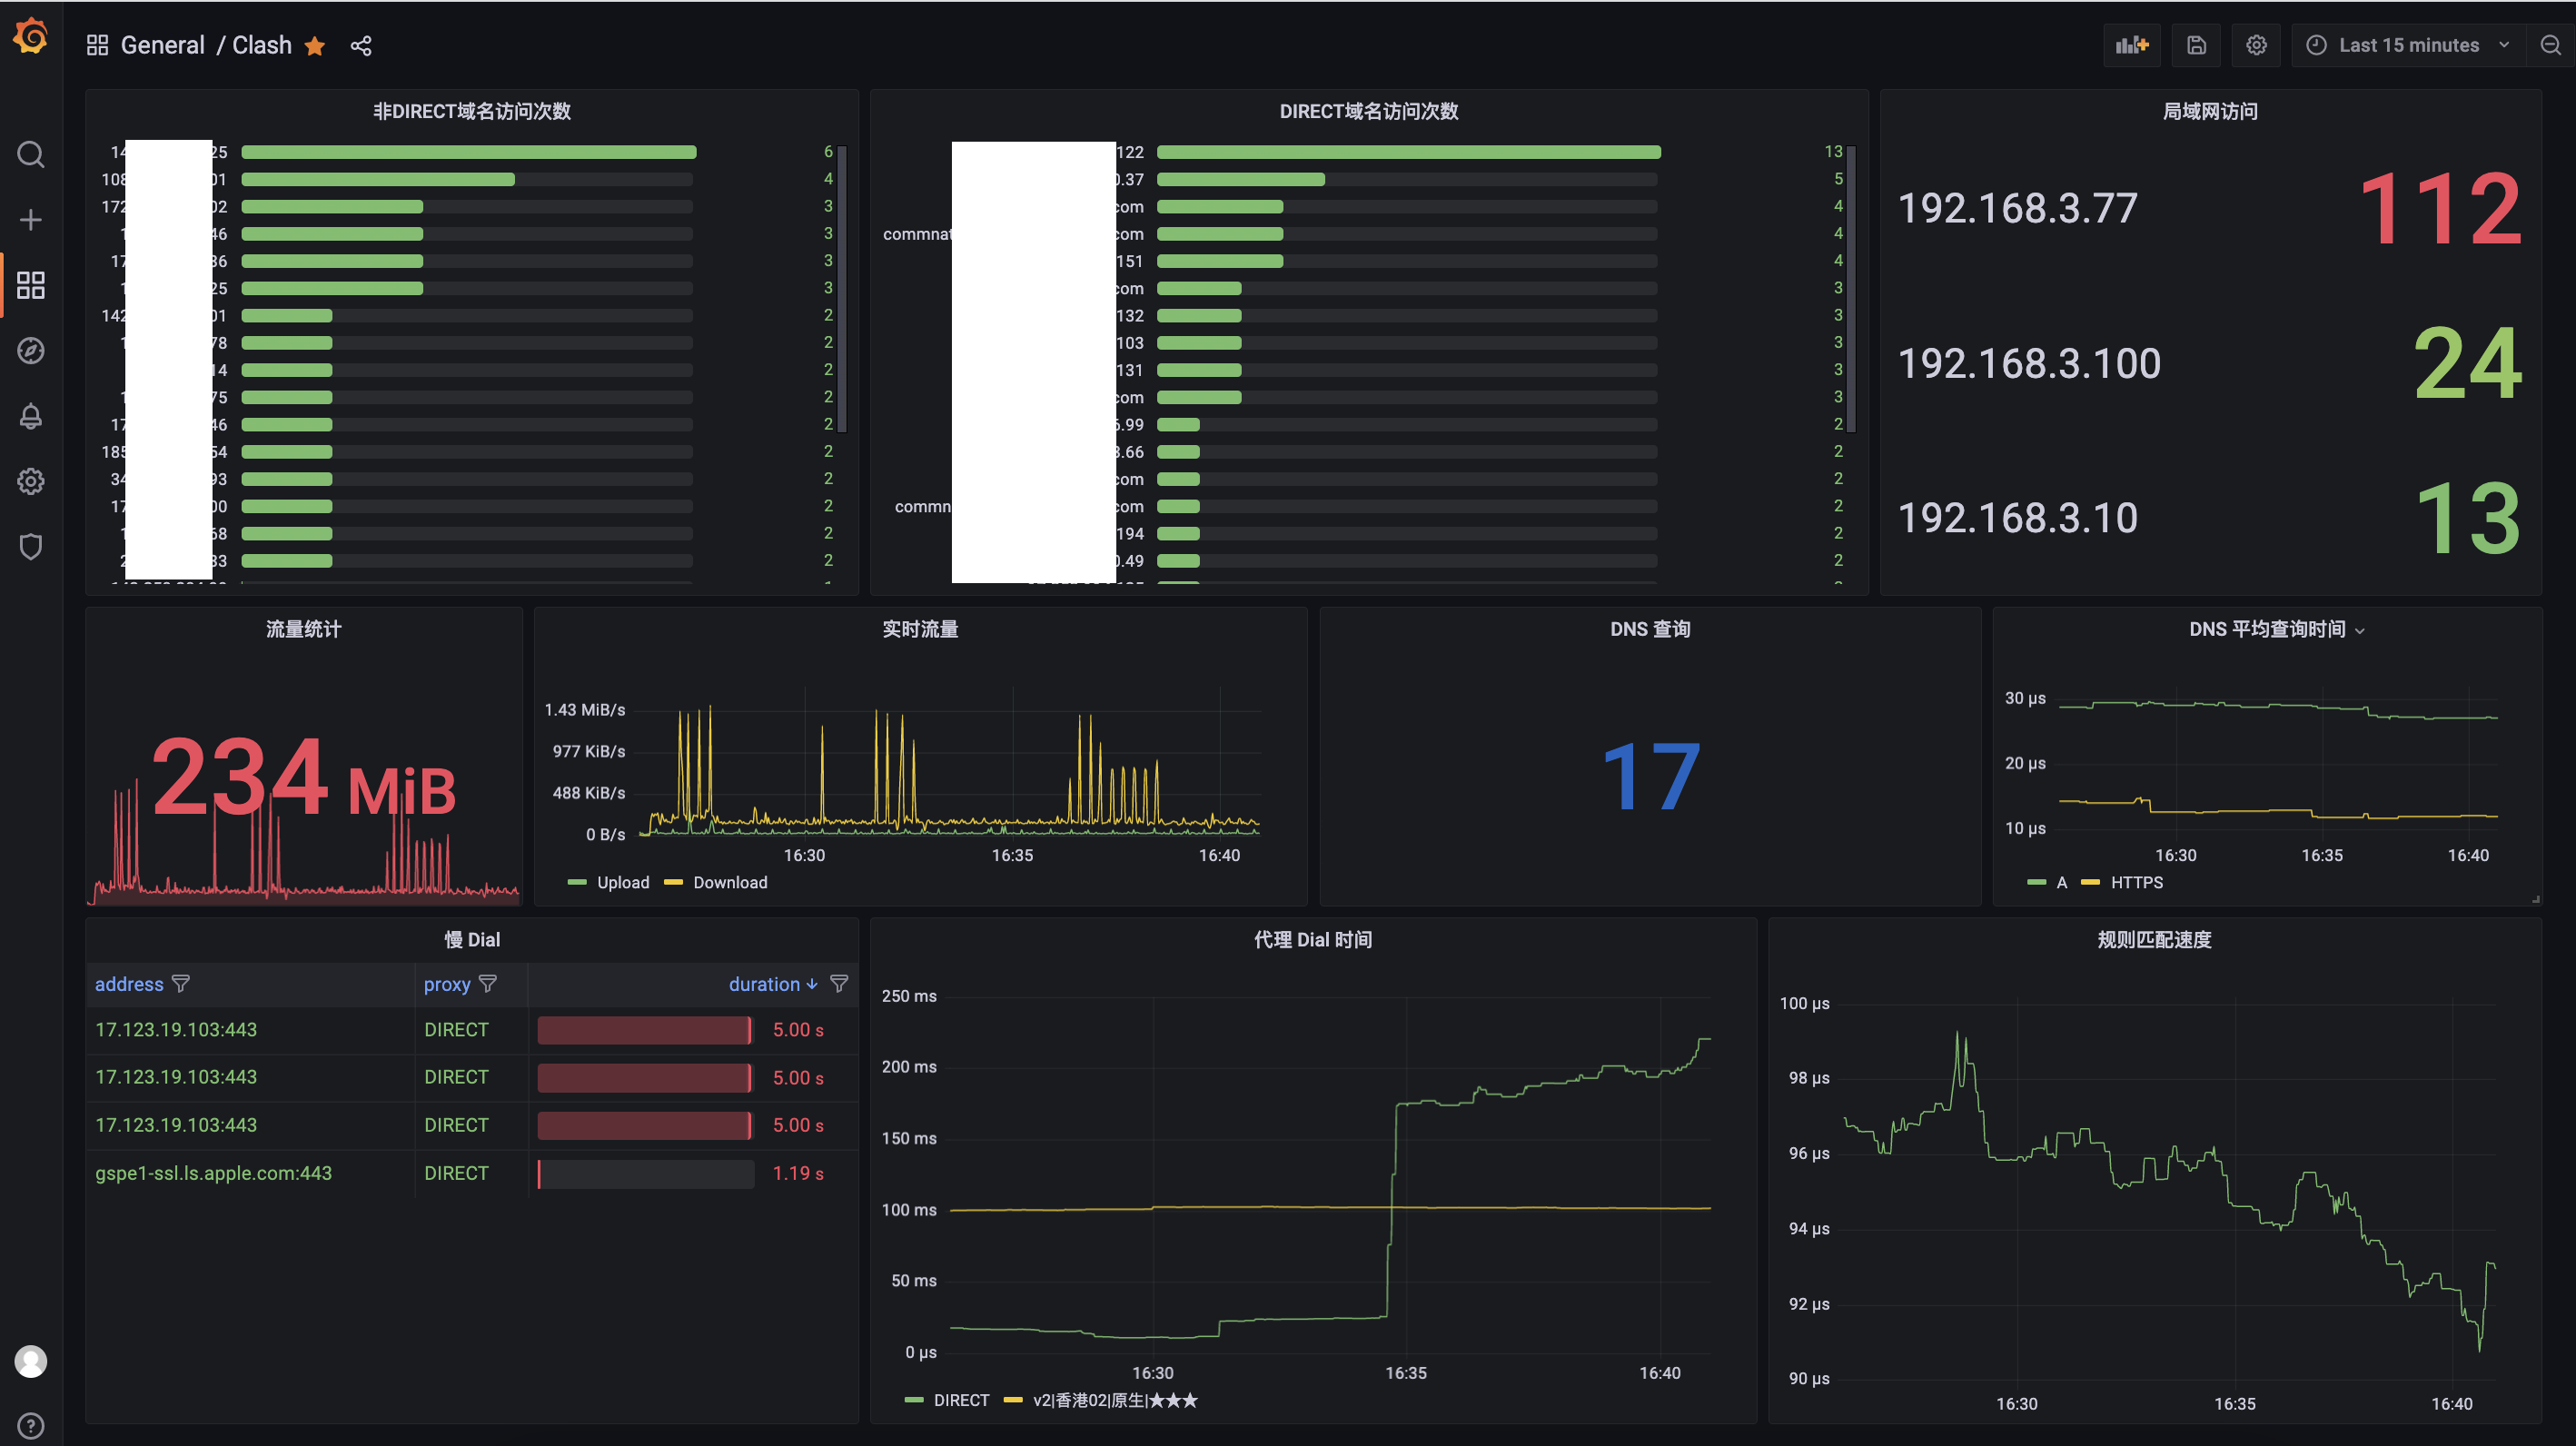 General / Clash
Last 15 minutes
非DIRECT域名访问次数
14 25 6
108 01 4
172 02 3
1 46 3
17 36 3
1 25 3
142 01 2
1 78 2
14 2
1 75 2
17 46 2
185 54 2
34 93 2
17 00 2
1 68 2
2 33 2
DIRECT域名访问次数
122 13
0.37 5
com 4
commnat com 4
151 4
com 3
132 3
103 3
131 3
com 3
.99 2
.66 2
com 2
commn com 2
194 2
0.49 2
局域网访问
192.168.3.77 112
192.168.3.100 24
192.168.3.10 13
流量统计
234 MiB
实时流量
1.43 MiB/s
977 KiB/s
488 KiB/s
0 B/s
16:30 16:35 16:40
Upload Download
DNS 查询
17
DNS 平均查询时间
30 μs
20 μs
10 μs
16:30 16:35 16:40
A HTTPS
慢 Dial
address proxy duration
17.123.19.103:443 DIRECT 5.00 s
17.123.19.103:443 DIRECT 5.00 s
17.123.19.103:443 DIRECT 5.00 s
gspe1-ssl.ls.apple.com:443 DIRECT 1.19 s
代理 Dial 时间
250 ms
200 ms
150 ms
100 ms
50 ms
0 μs
16:30 16:35 16:40
DIRECT v2|香港02|原生|★★★
规则匹配速度
100 μs
98 μs
96 μs
94 μs
92 μs
90 μs
16:30 16:35 16:40